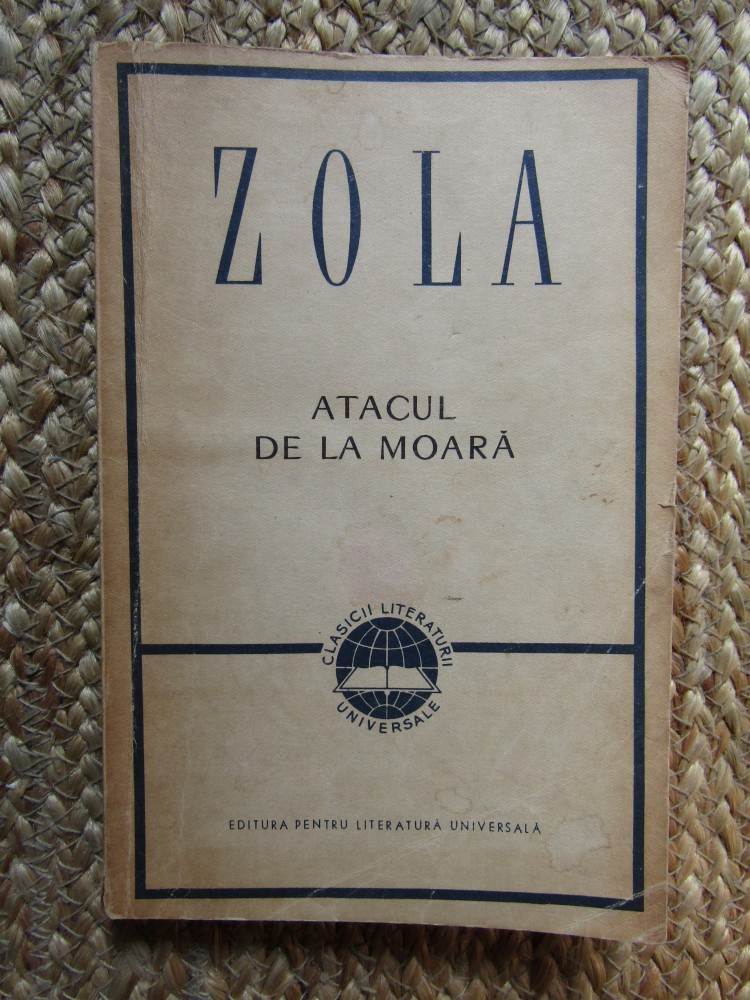 ZOLA
ATACUL
DE LA MOARĂ
CLASICII LITERATURII
UNIVERSALE
EDITURA PENTRU LITERATURĂ UNIVERSALĂ